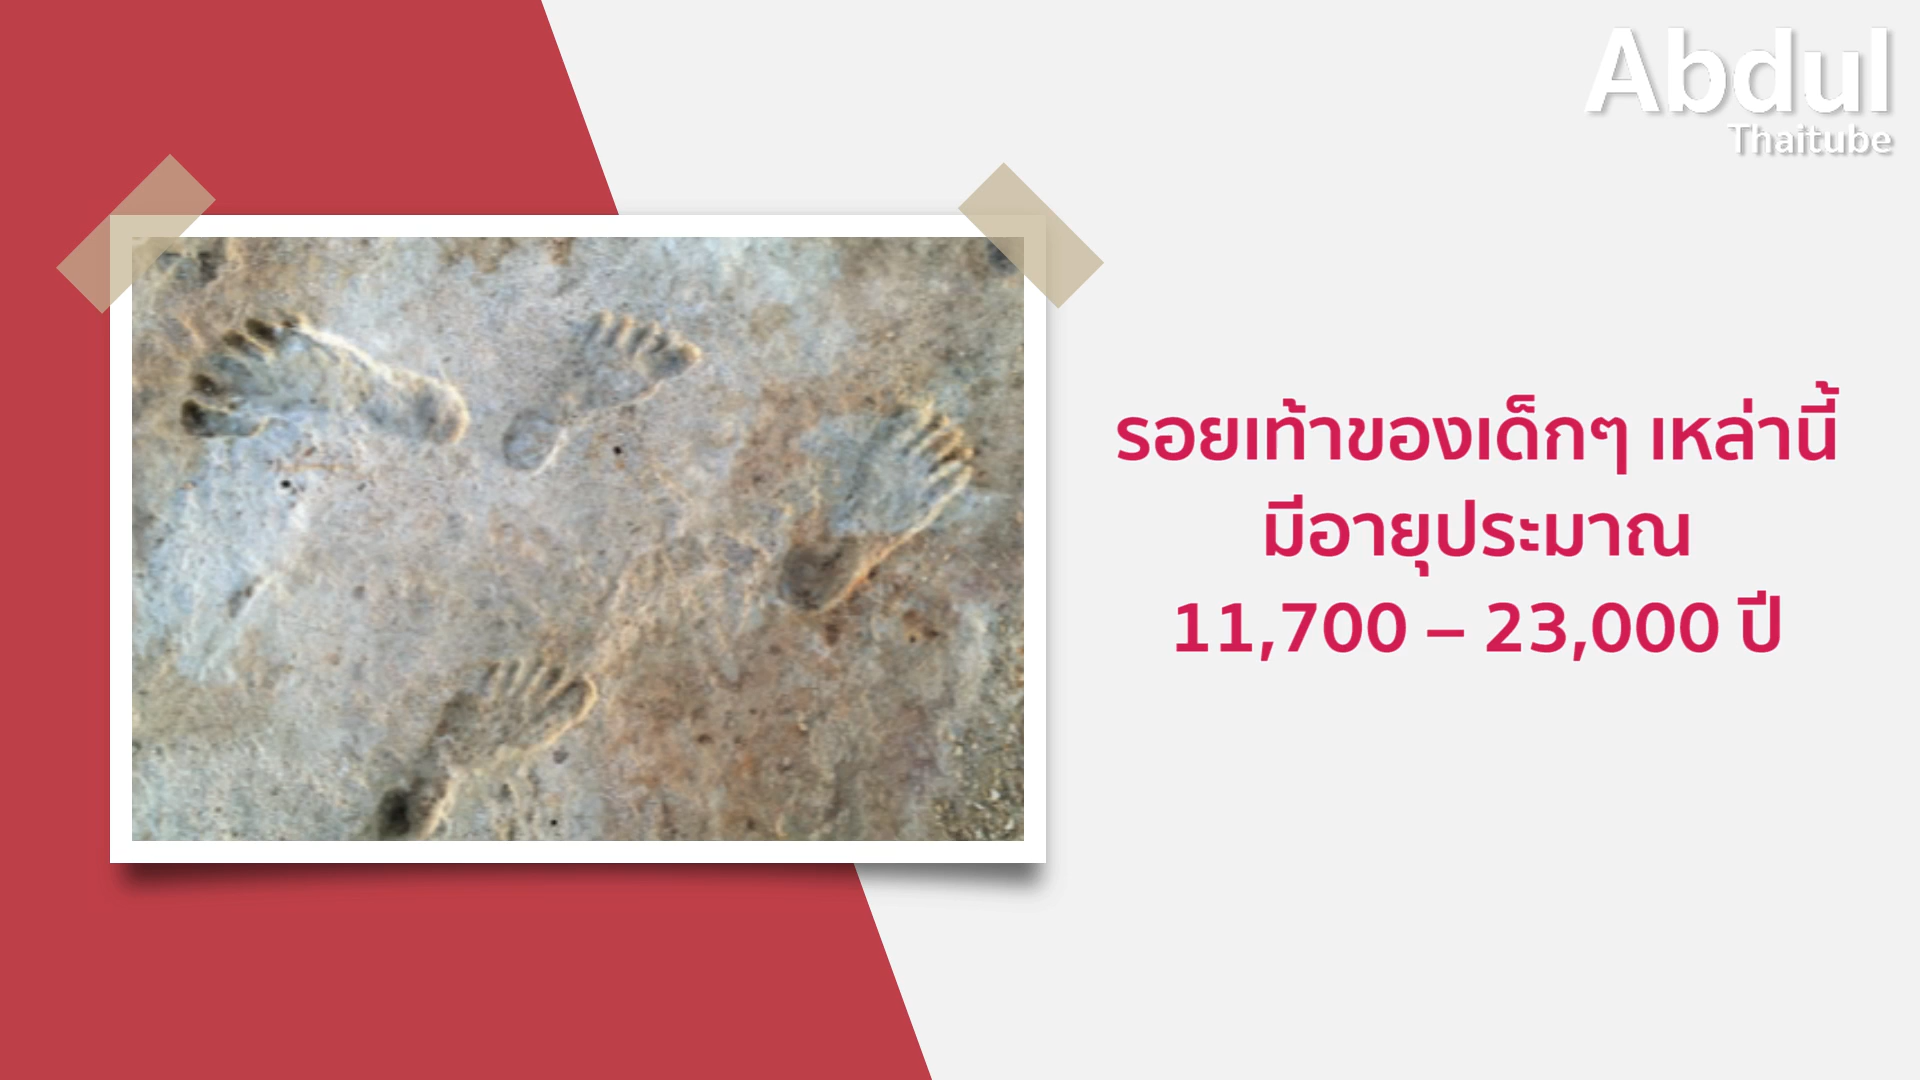 Abdul
Thaitube
รอยเท้าของเด็กๆ เหล่านี้
มีอายุประมาณ
11,700 – 23,000 ปี